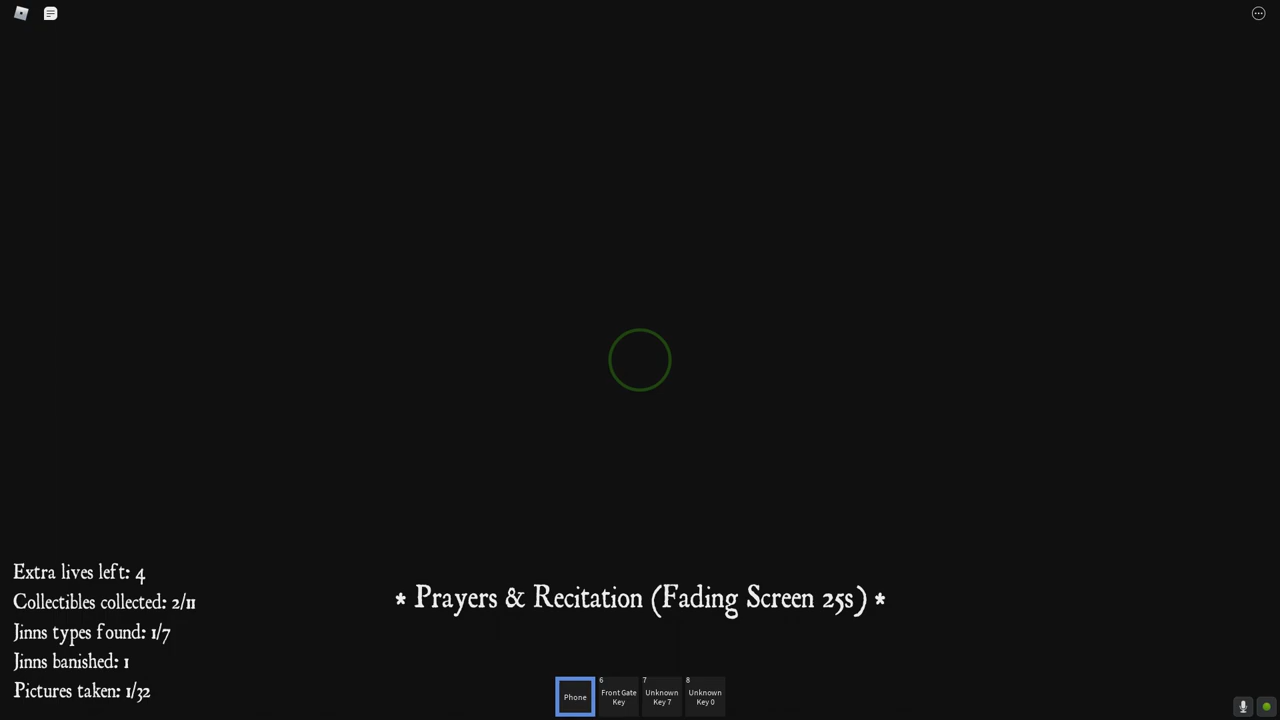 Extra lives left: 4
Collectibles collected: 2/11
Jinns types found: 1/7
Jinns banished: 1
Pictures taken: 1/32
* Prayers & Recitation (Fading Screen 25s) *
Phone
6
Front Gate
Key
7
Unknown
Key 7
8
Unknown
Key 0